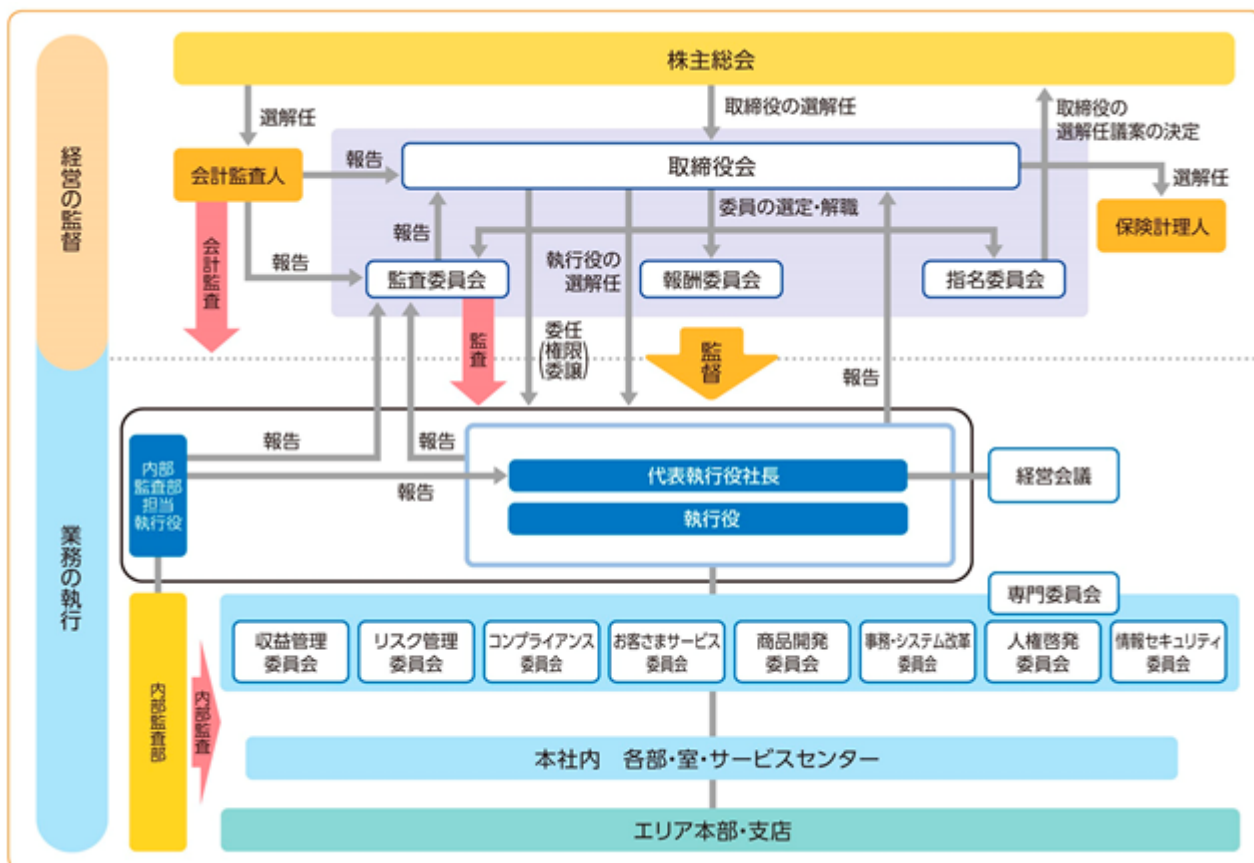 経営の監督
業務の執行
株主総会
選解任
取締役の選解任
取締役の
選解任議案の決定
会計監査人
報告
取締役会
選解任
保険計理人
会計監査
報告
報告
委員の選定・解職
執行役の
選解任
監査委員会
報酬委員会
指名委員会
監査
委任
(権限
委譲)
監督
報告
内部
監査部
担当
執行役
報告
報告
報告
代表執行役社長
執行役
経営会議
専門委員会
収益管理
委員会
リスク管理
委員会
コンプライアンス
委員会
お客さまサービス
委員会
商品開発
委員会
事務・システム改革
委員会
人権啓発
委員会
情報セキュリティ
委員会
内部監査部
内部監査
本社内 各部・室・サービスセンター
エリア本部・支店